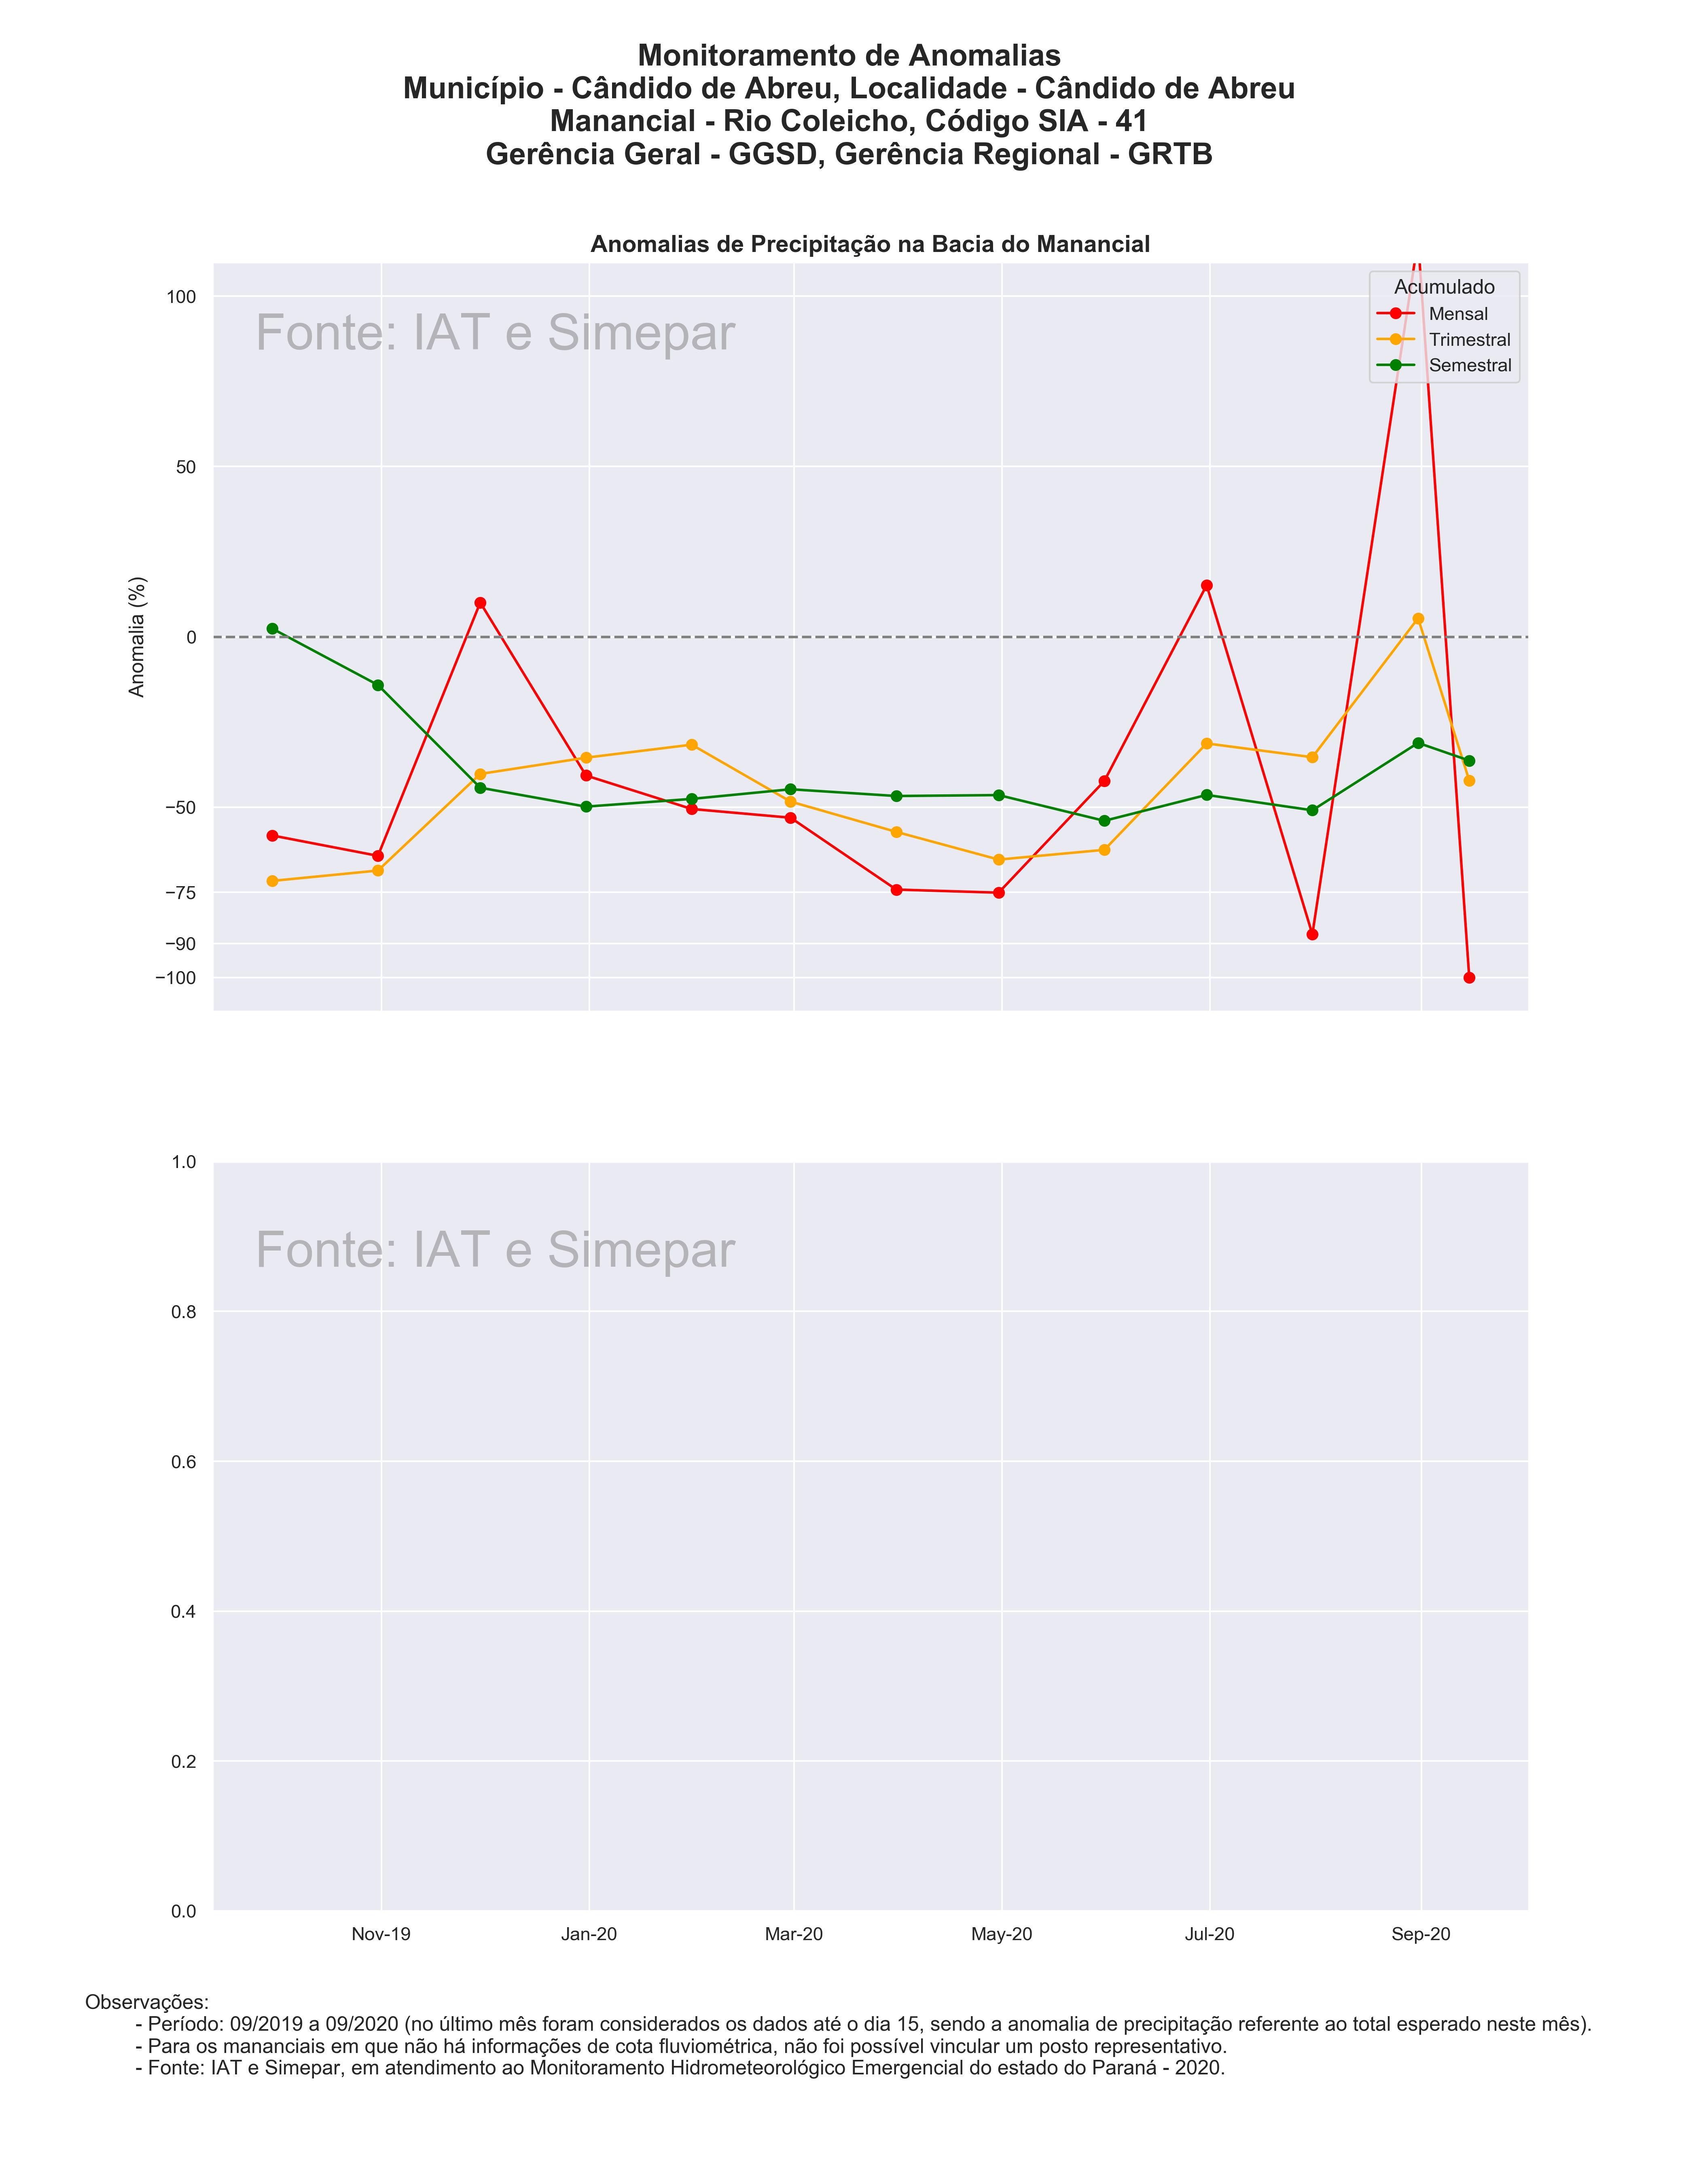 Monitoramento de Anomalias
Município - Cândido de Abreu, Localidade - Cândido de Abreu
Manancial - Rio Coleicho, Código SIA - 41
Gerência Geral - GGSD, Gerência Regional - GRTB
Anomalias de Precipitação na Bacia do Manancial
Fonte: IAT e Simepar
Acumulado
Mensal
Trimestral
Semestral
Anomalia (%)
100
50
0
−50
−75
−90
−100
Fonte: IAT e Simepar
1.0
0.8
0.6
0.4
0.2
0.0
Nov-19 Jan-20 Mar-20 May-20 Jul-20 Sep-20
Observações:
- Período: 09/2019 a 09/2020 (no último mês foram considerados os dados até o dia 15, sendo a anomalia de precipitação referente ao total esperado neste mês).
- Para os mananciais em que não há informações de cota fluviométrica, não foi possível vincular um posto representativo.
- Fonte: IAT e Simepar, em atendimento ao Monitoramento Hidrometeorológico Emergencial do estado do Paraná - 2020.